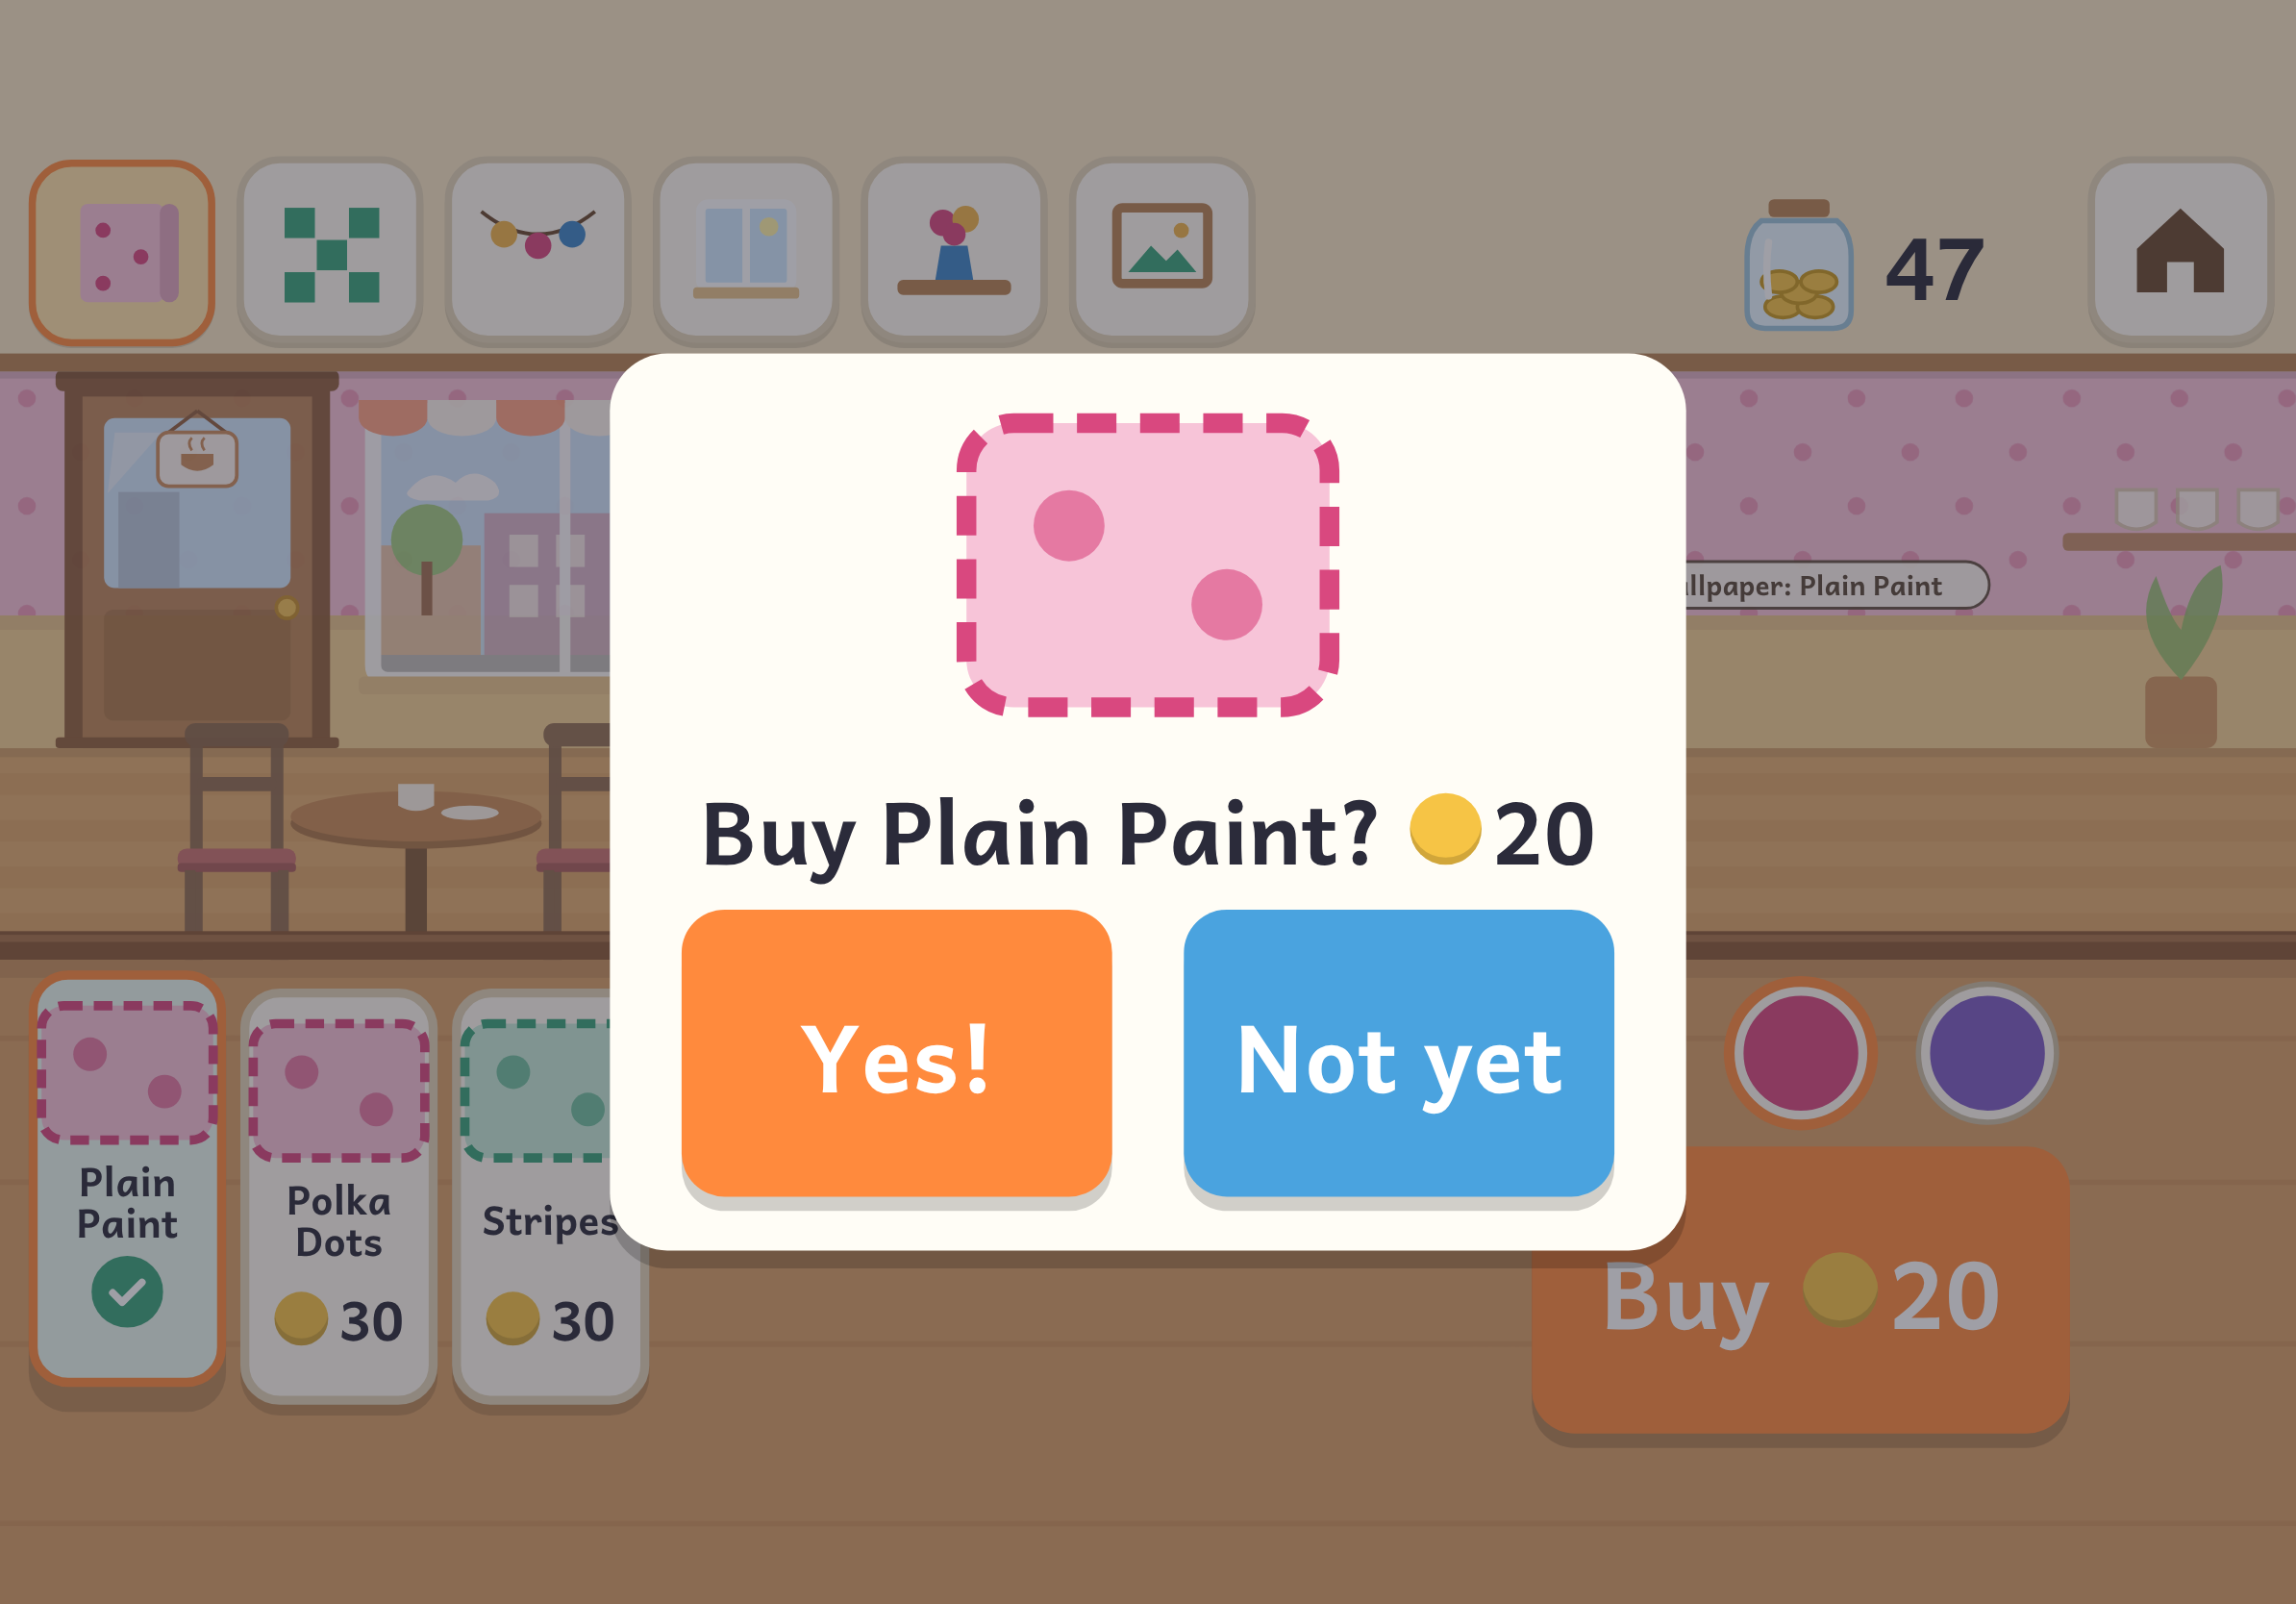 47
llpaper: Plain Paint
Buy Plain Paint? 20
Yes!
Not yet
Plain
Paint
Polka
Dots
30
Stripes
30
Buy 20